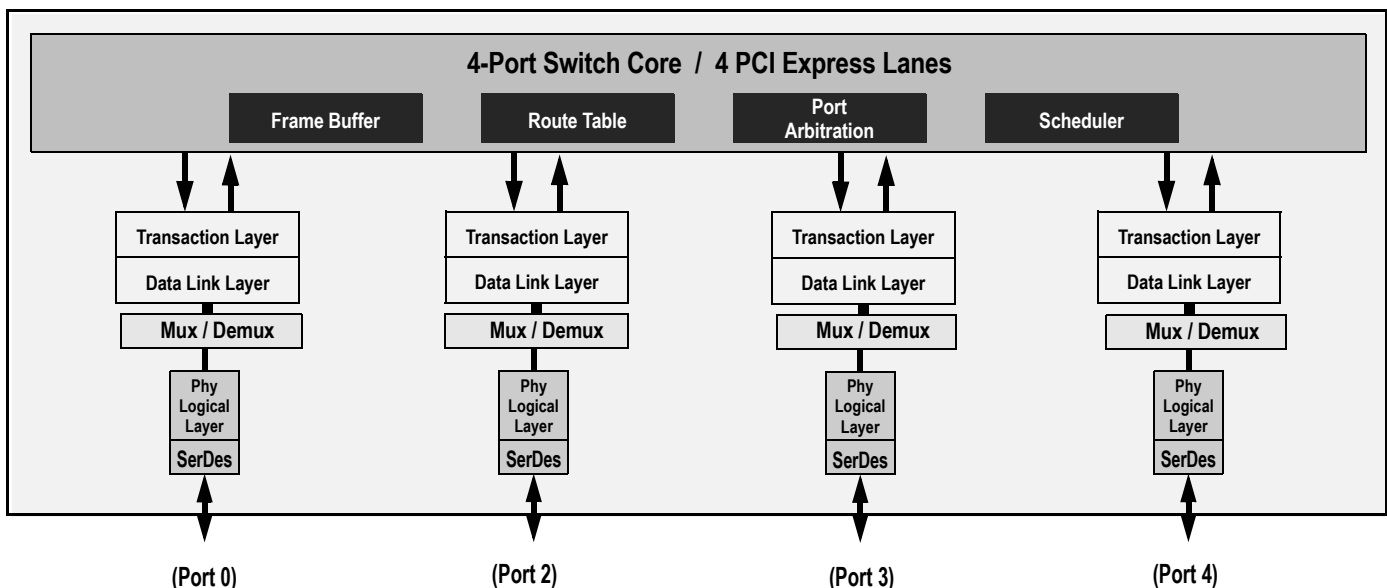 4-Port Switch Core / 4 PCI Express Lanes
Frame Buffer
Route Table
Port
Arbitration
Scheduler
Transaction Layer
Transaction Layer
Transaction Layer
Transaction Layer
Data Link Layer
Data Link Layer
Data Link Layer
Data Link Layer
Mux / Demux
Mux / Demux
Mux / Demux
Mux / Demux
Phy
Logical
Layer
Phy
Logical
Layer
Phy
Logical
Layer
Phy
Logical
Layer
SerDes
SerDes
SerDes
SerDes
(Port 0)
(Port 2)
(Port 3)
(Port 4)